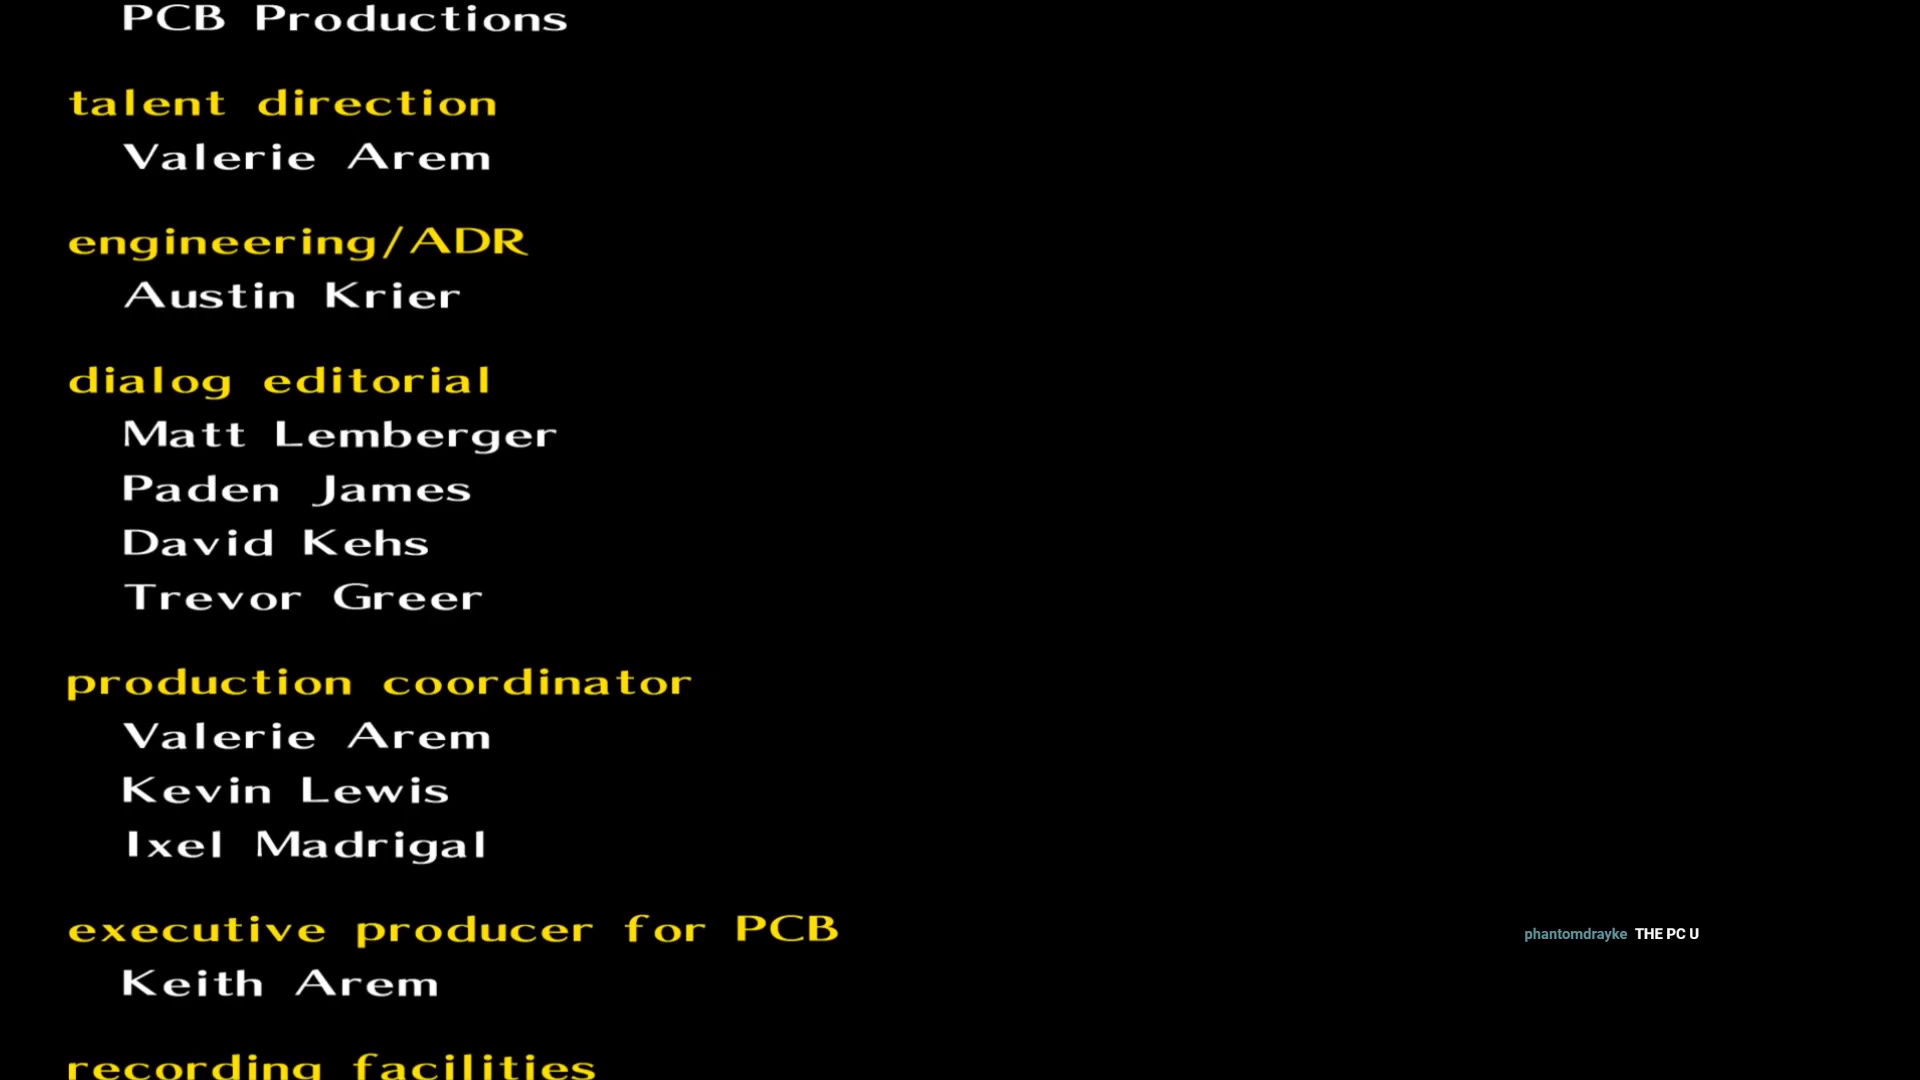 PCB Productions
talent direction
Valerie Arem
engineering/ADR
Austin Krier
dialog editorial
Matt Lemberger
Paden James
David Kehs
Trevor Greer
production coordinator
Valerie Arem
Kevin Lewis
Ixel Madrigal
executive producer for PCB
phantomdrayke THE PC U
Keith Arem
recording facilities